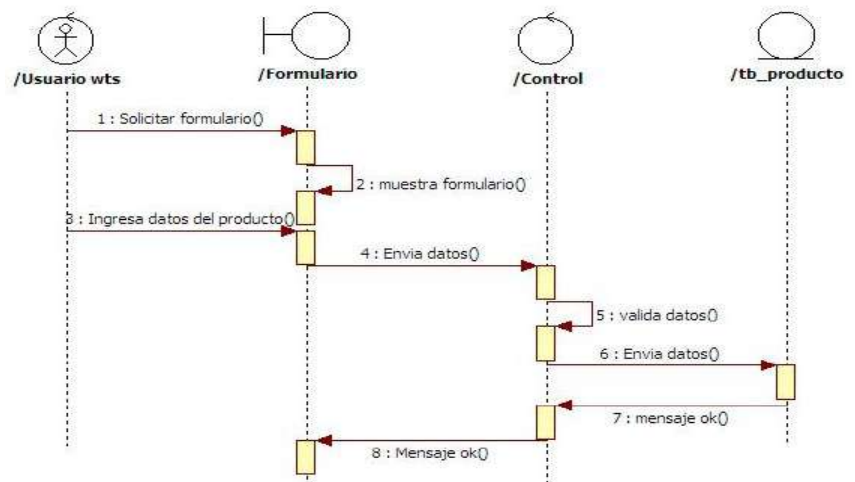 /Usuario wts
/Formulario
/Control
/tb_producto
1 : Solicitar formulario()
2 : muestra formulario()
3 : Ingresa datos del producto()
4 : Envia datos()
5 : valida datos()
6 : Envia datos()
7 : mensaje ok()
8 : Mensaje ok()